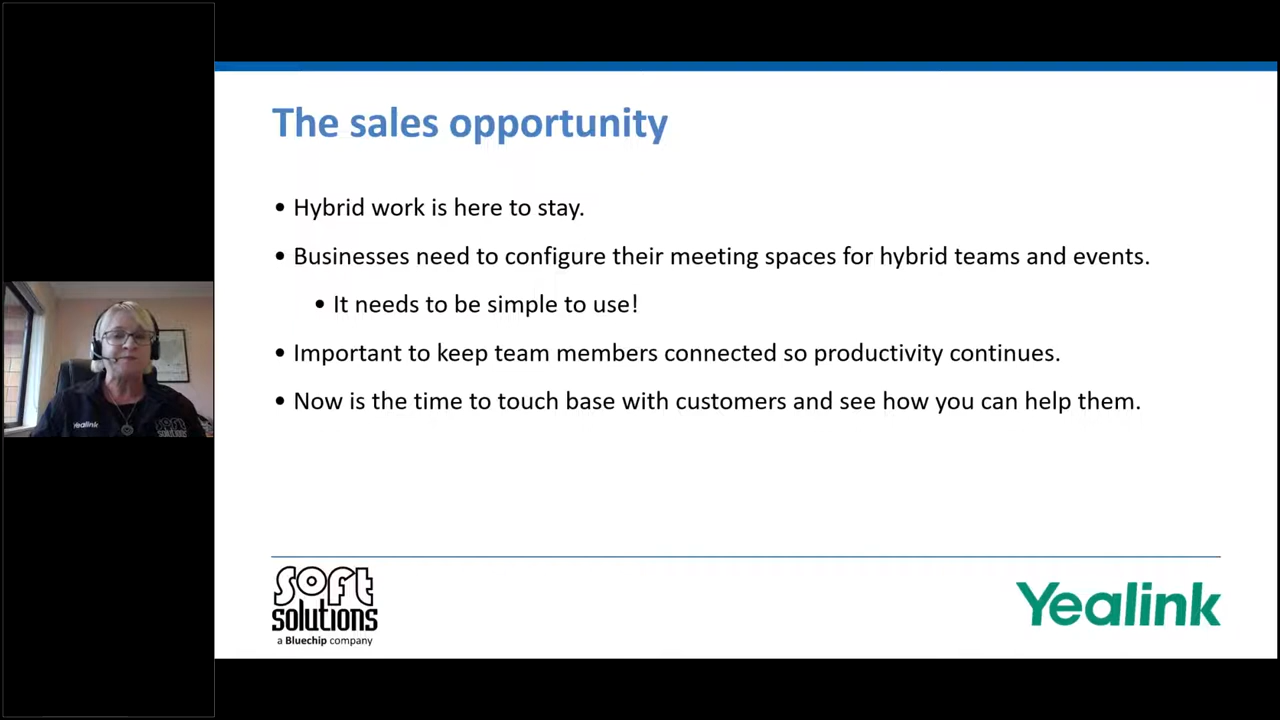 The sales opportunity
• Hybrid work is here to stay.
• Businesses need to configure their meeting spaces for hybrid teams and events.
• It needs to be simple to use!
• Important to keep team members connected so productivity continues.
• Now is the time to touch base with customers and see how you can help them.
Yealink
soft
solutions
soft
solutions
a Bluechip company
Yealink